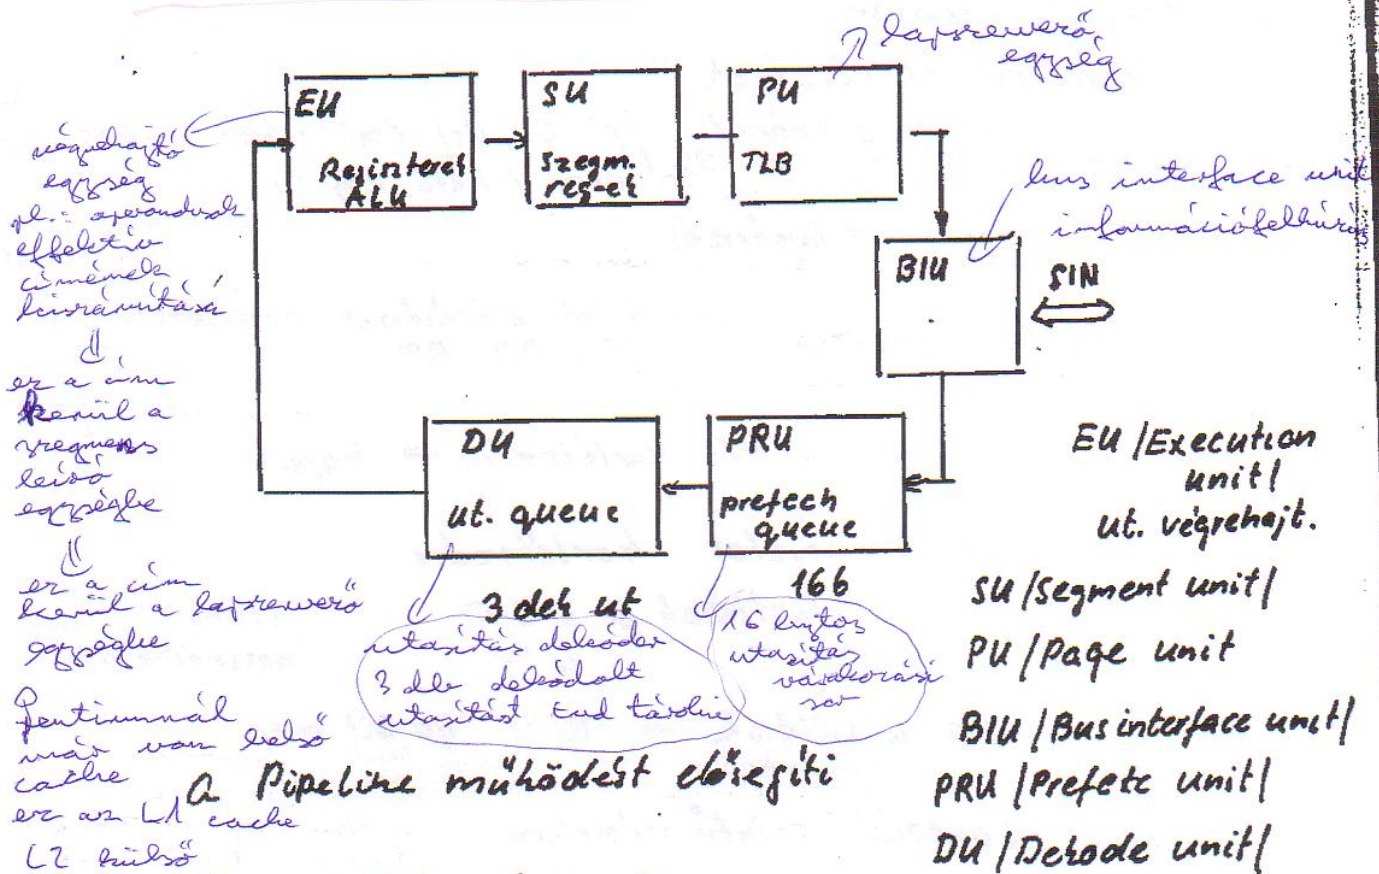 lapszervező
egység
EU
Regiszterek
ALU
SU
Szegm.
reg-ek
PU
TLB
végrehajtó
egység
pl.: operandusok
effektív
címének
kiszámítása
⇓
ez a cím
kerül a
szegmens
leíró
egységbe
⇓
ez a cím
kerül a lapszervező
egységbe
Pentiumnál
már van belső
cache
ez az L1 cache
L2 külső
bus interface unit
információfelhúzás
BIU
SIN
DU
ut. queue
PRU
prefech
queue
3 dek ut
16b
utasítás dekóder
3 db dekódolt
utasítást tud tárolni
16 bytos
utasítás
várakozási
sor
A Pipeline működést elősegíti
EU /Execution
unit/
ut. végrehajt.
SU /Segment unit/
PU /Page unit
BIU /Bus interface unit/
PRU /Prefetc unit/
DU /Dekode unit/